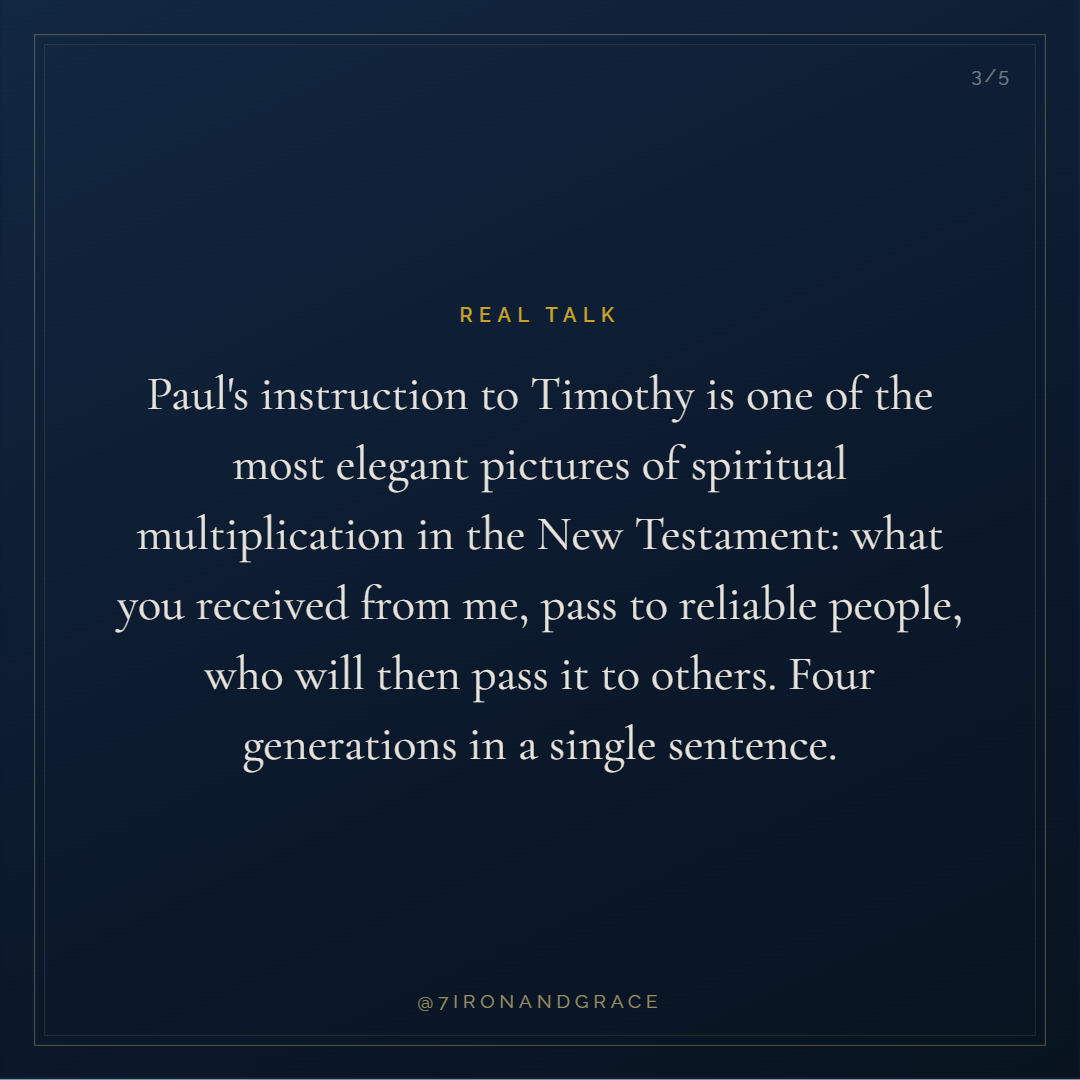 3/5
REAL TALK
Paul's instruction to Timothy is one of the
most elegant pictures of spiritual
multiplication in the New Testament: what
you received from me, pass to reliable people,
who will then pass it to others. Four
generations in a single sentence.
@7IRONANDGRACE